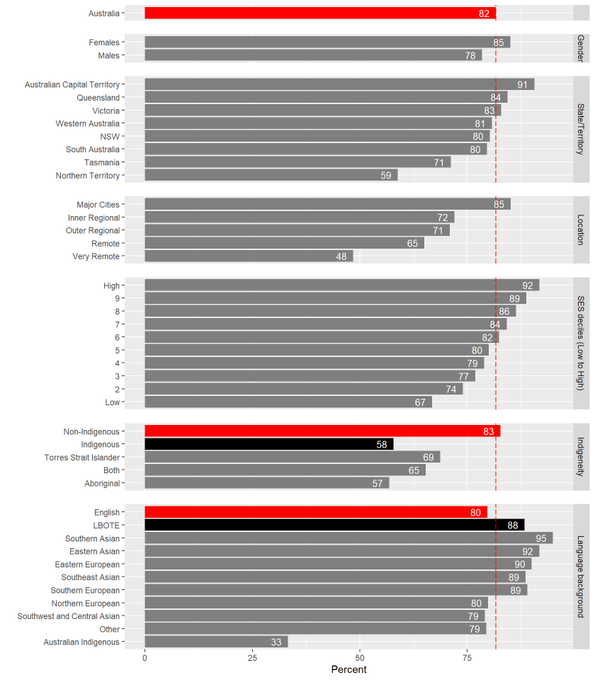 Australia 82
Females 85
Males 78
Gender
Australian Capital Territory 91
Queensland 84
Victoria 83
Western Australia 81
NSW 80
South Australia 80
Tasmania 71
Northern Territory 59
State/Territory
Major Cities 85
Inner Regional 72
Outer Regional 71
Remote 65
Very Remote 48
Location
High 92
9 89
8 86
7 84
6 82
5 80
4 79
3 77
2 74
Low 67
SES deciles (Low to High)
Non-Indigenous 83
Indigenous 58
Torres Strait Islander 69
Both 65
Aboriginal 57
Indigeneity
English 80
LBOTE 88
Southern Asian 95
Eastern Asian 92
Eastern European 90
Southeast Asian 89
Southern European 89
Northern European 80
Southwest and Central Asian 79
Other 79
Australian Indigenous 33
Language background
0 25 50 75
Percent